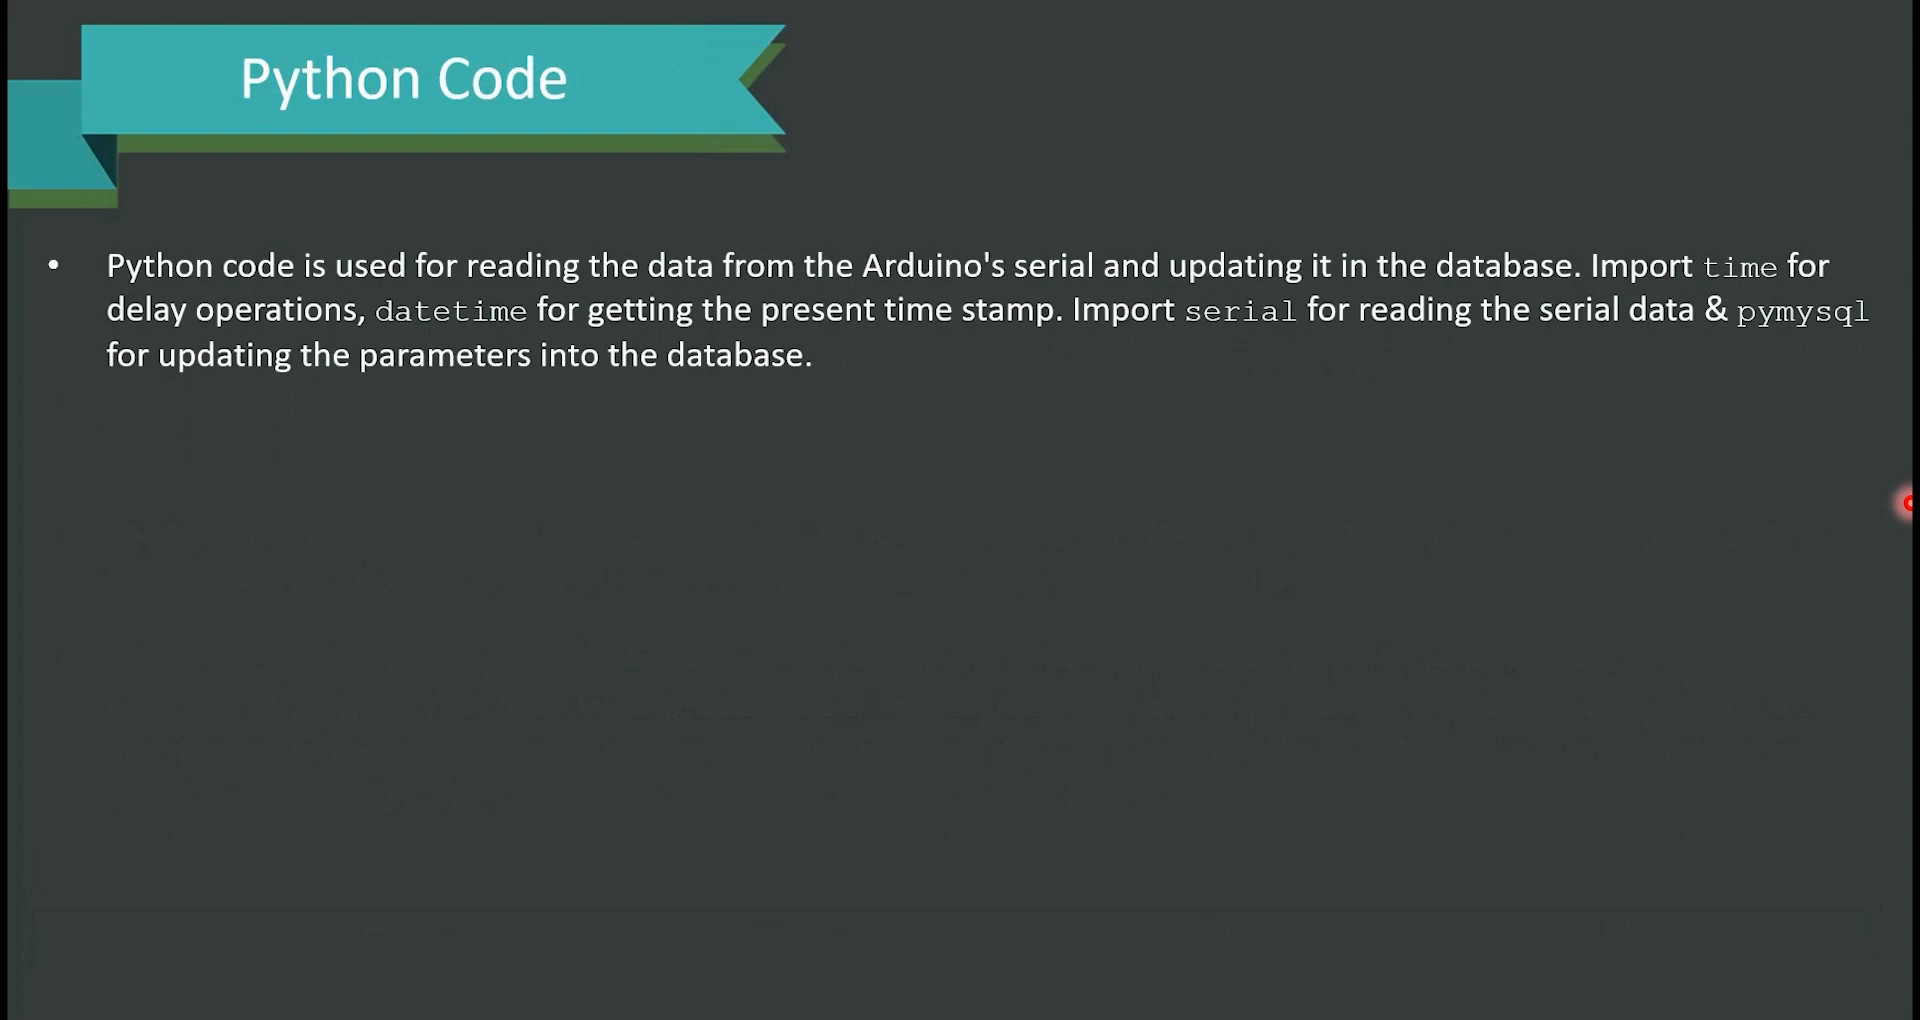 Python Code
• Python code is used for reading the data from the Arduino's serial and updating it in the database. Import time for
delay operations, datetime for getting the present time stamp. Import serial for reading the serial data & pymysql
for updating the parameters into the database.